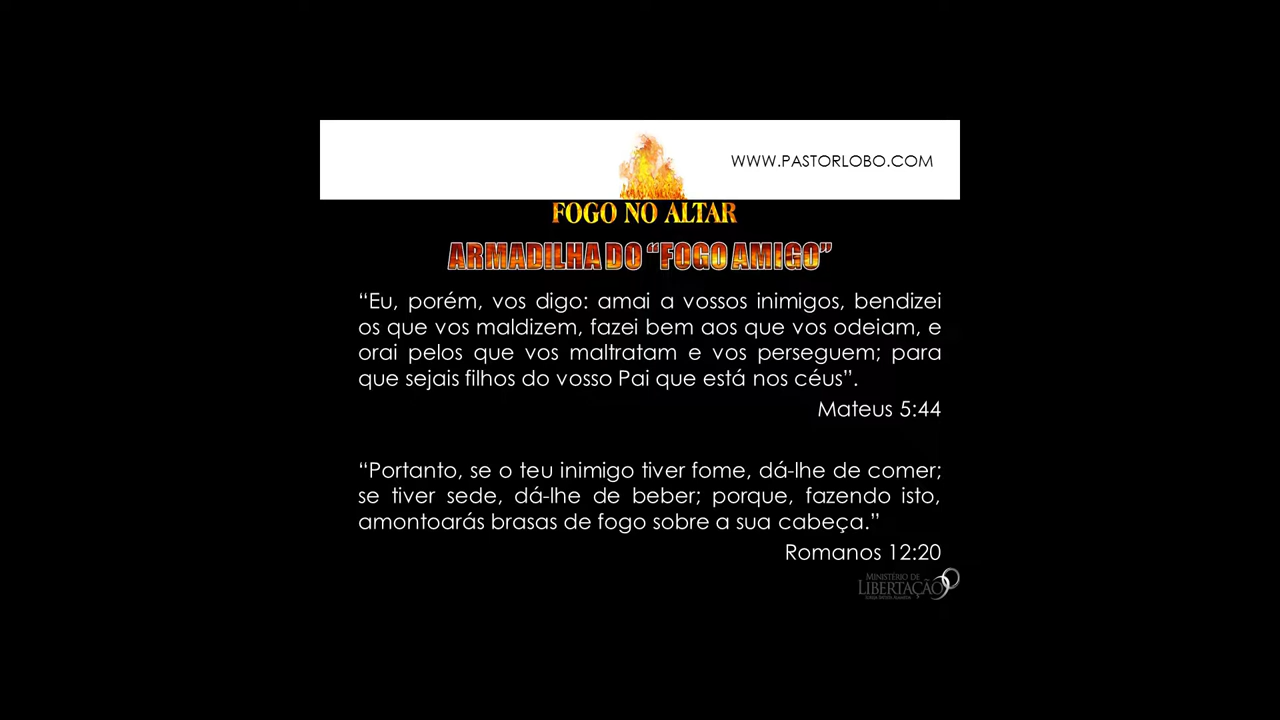 WWW.PASTORLOBO.COM
FOGO NO ALTAR
ARMADILHA DO “FOGO AMIGO”
“Eu, porém, vos digo: amai a vossos inimigos, bendizei
os que vos maldizem, fazei bem aos que vos odeiam, e
orai pelos que vos maltratam e vos perseguem; para
que sejais filhos do vosso Pai que está nos céus”.
Mateus 5:44
“Portanto, se o teu inimigo tiver fome, dá-lhe de comer;
se tiver sede, dá-lhe de beber; porque, fazendo isto,
amontoarás brasas de fogo sobre a sua cabeça.”
Romanos 12:20
MINISTÉRIO DE
LIBERTAÇÃO